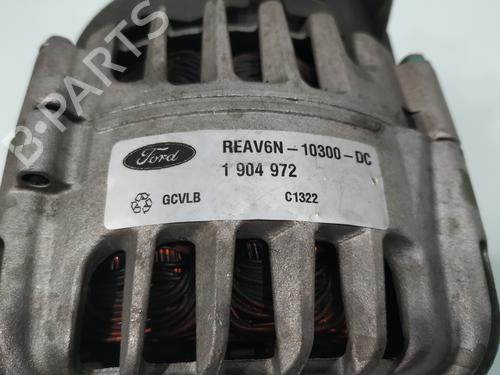 B-PARTS
Ford
REAV6N-10300-DC
1 904 972
GCVLB
C1322